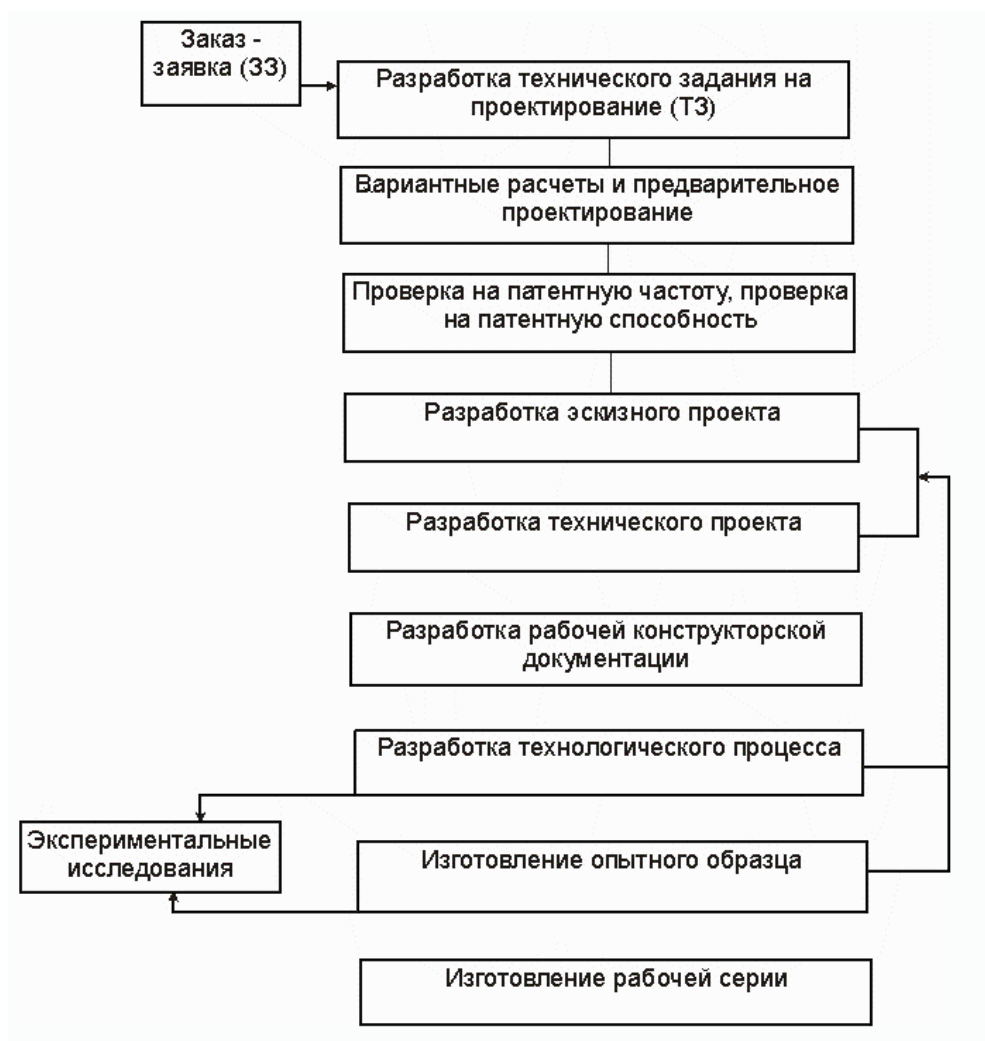 Заказ -
заявка (ЗЗ)
Разработка технического задания на
проектирование (ТЗ)
Вариантные расчеты и предварительное
проектирование
Проверка на патентную частоту, проверка
на патентную способность
Разработка эскизного проекта
Разработка технического проекта
Разработка рабочей конструкторской
документации
Разработка технологического процесса
Экспериментальные
исследования
Изготовление опытного образца
Изготовление рабочей серии